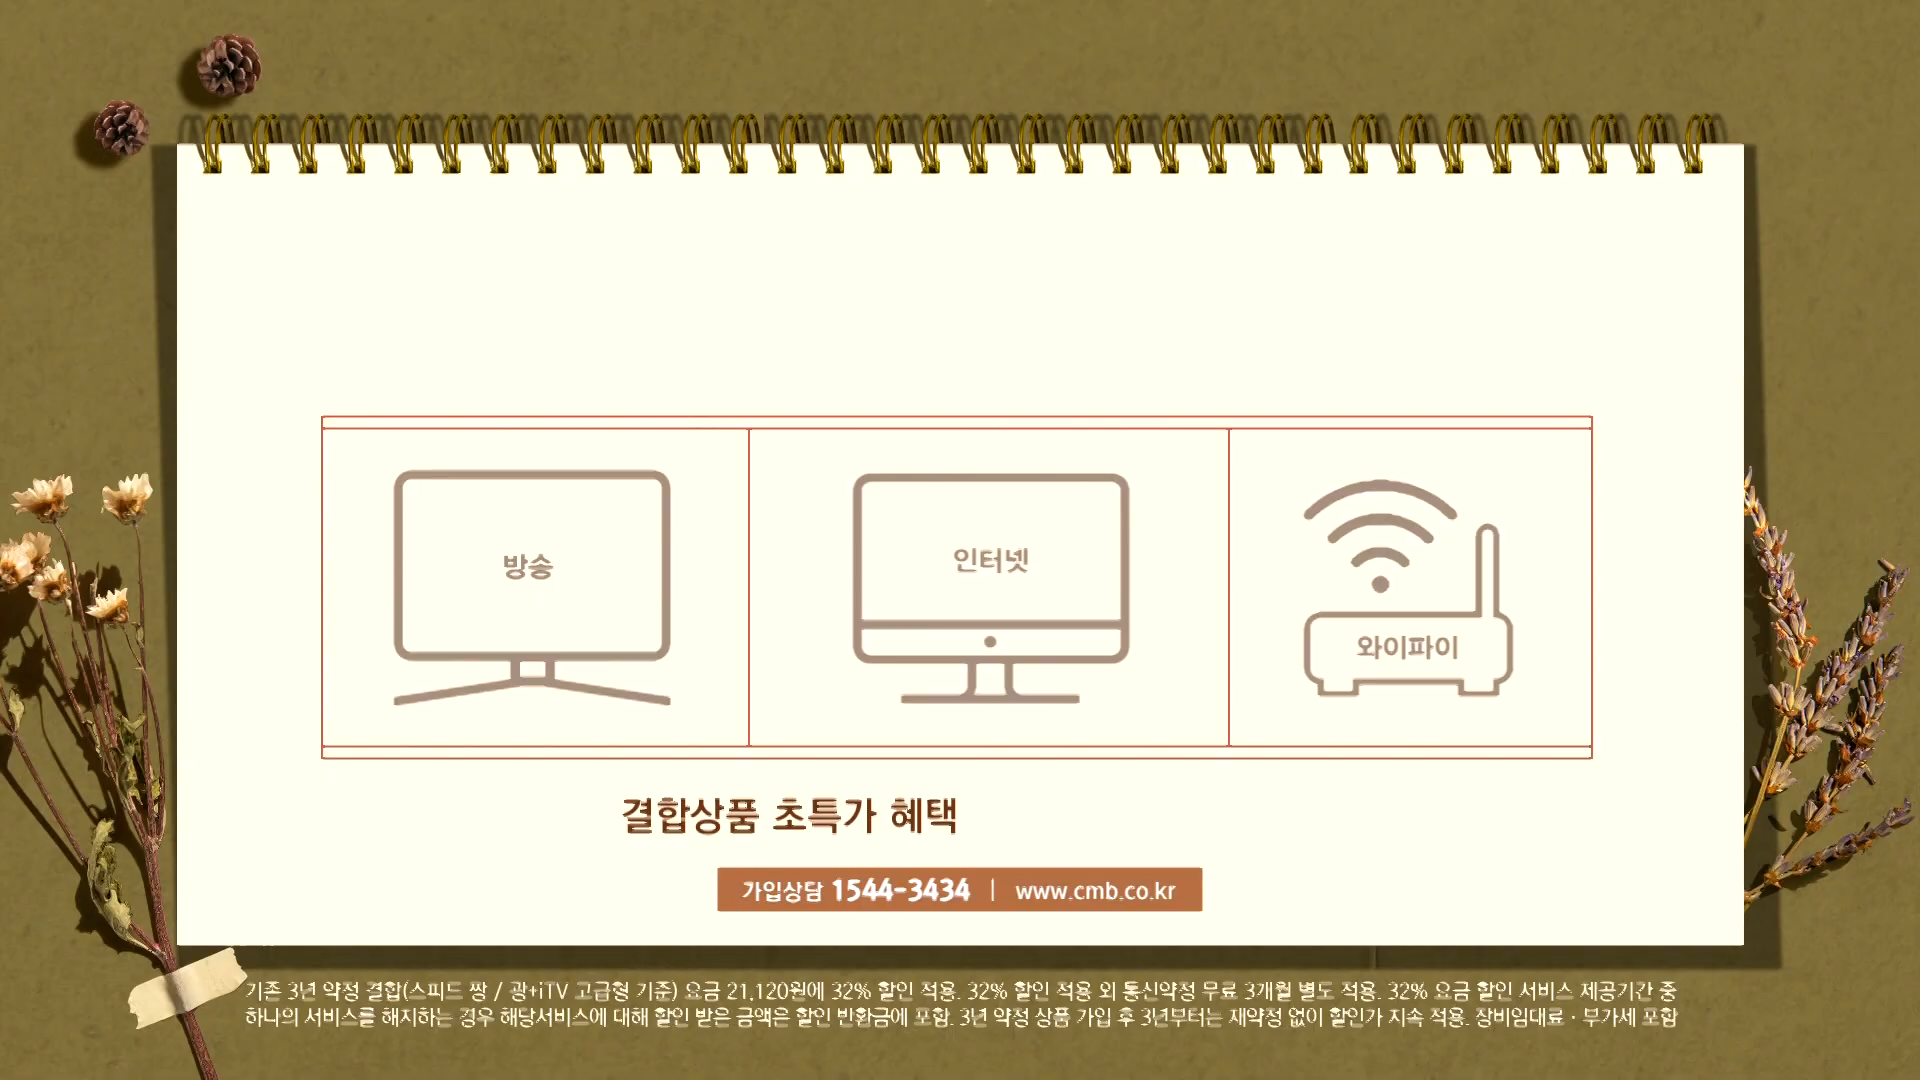 방송
인터넷
와이파이
결합상품 초특가 혜택
가입상담 1544-3434 | www.cmb.co.kr
기존 3년 약정 결합(스피드 짱 / 광+iTV 고급형 기준) 요금 21,120원에 32% 할인 적용. 32% 할인 적용 외 통신약정 무료 3개월 별도 적용. 32% 요금 할인 서비스 제공기간 중
하나의 서비스를 해지하는 경우 해당서비스에 대해 할인 받은 금액은 할인 반환금에 포함. 3년 약정 상품 가입 후 3년부터는 재약정 없이 할인가 지속 적용. 장비임대료 · 부가세 포함